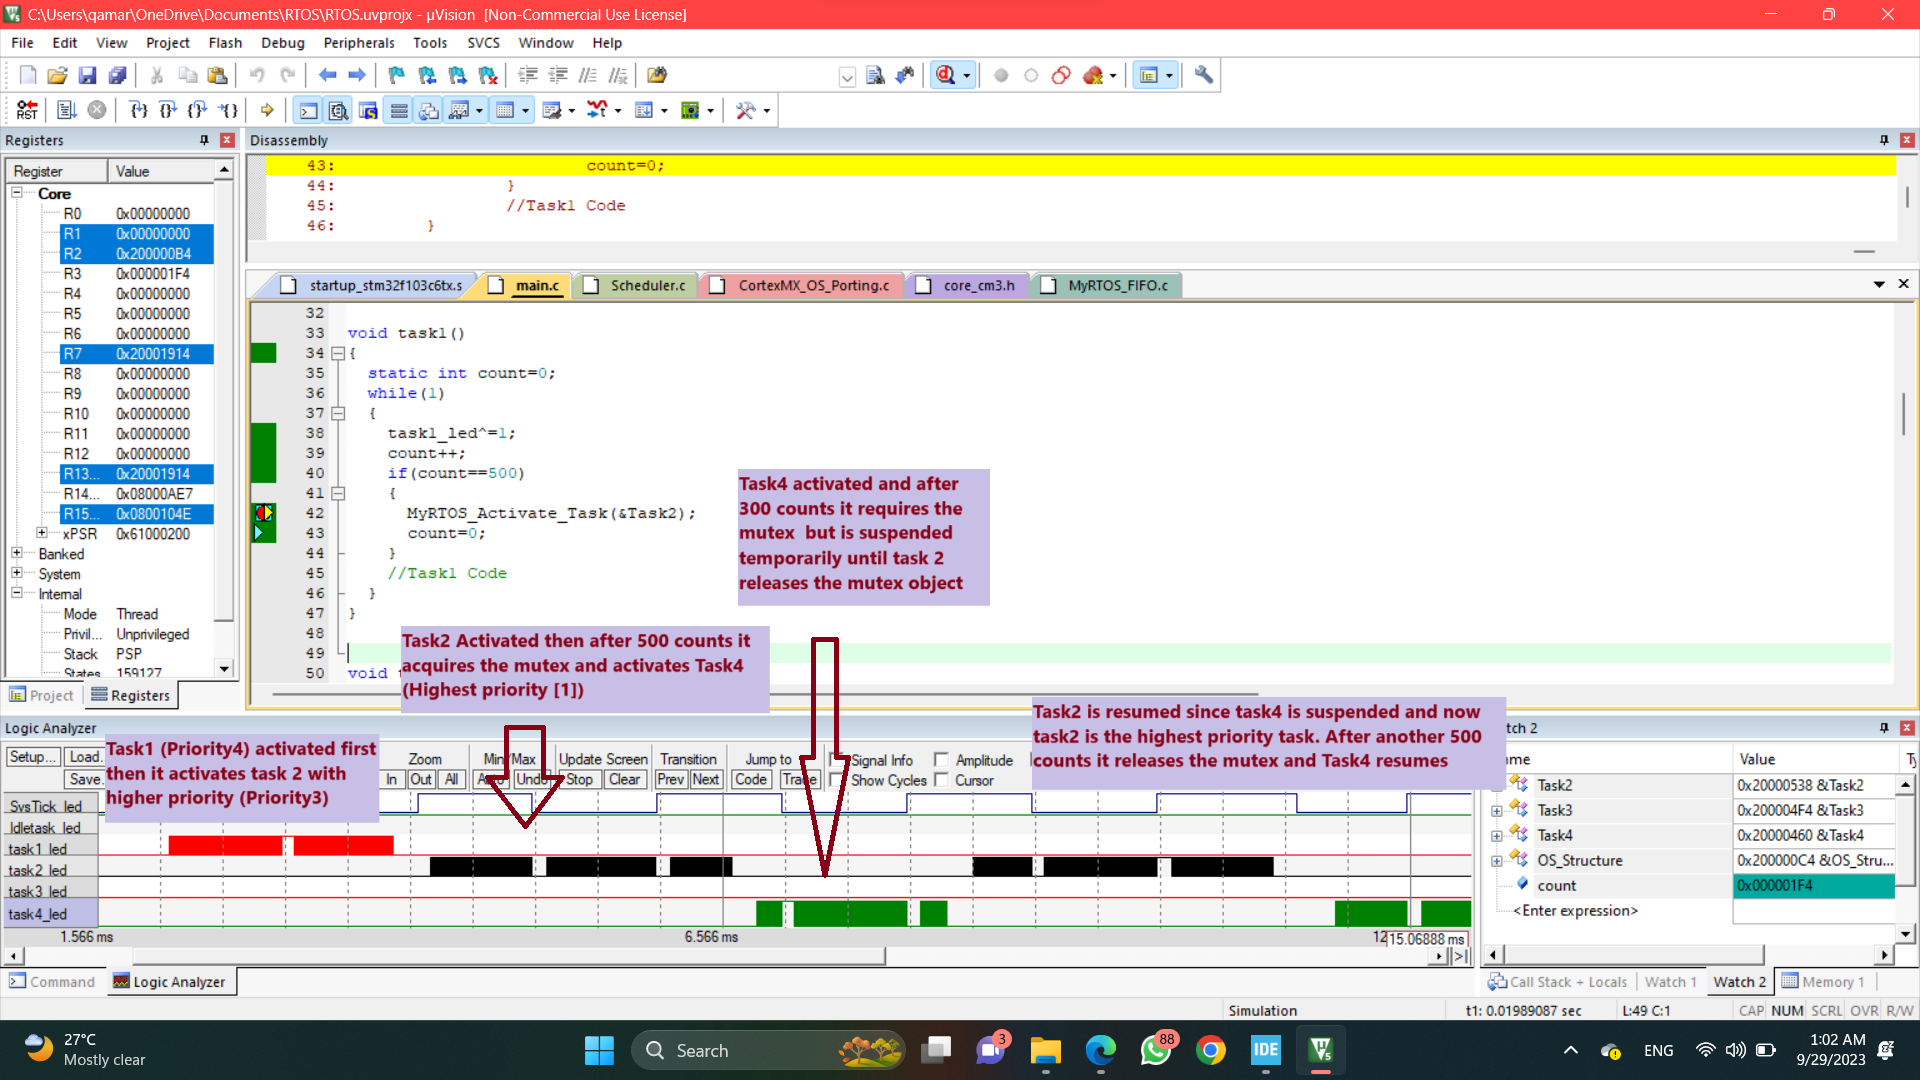 C:\Users\qamar\OneDrive\Documents\RTOS\RTOS.uvprojx - µVision  [Non-Commercial Use License]
File Edit View Project Flash Debug Peripherals Tools SVCS Window Help
Registers
Register Value
Core
R0 0x00000000
R1 0x00000000
R2 0x200000B4
R3 0x000001F4
R4 0x00000000
R5 0x00000000
R6 0x00000000
R7 0x20001914
R8 0x00000000
R9 0x00000000
R10 0x00000000
R11 0x00000000
R12 0x00000000
R13... 0x20001914
R14... 0x08000AE7
R15... 0x0800104E
xPSR 0x61000200
Banked
System
Internal
Mode Thread
Privil... Unprivileged
Stack PSP
States 159127
Project Registers
Disassembly
43: count=0;
44: }
45: //Task1 Code
46: }
startup_stm32f103c6tx.s main.c Scheduler.c CortexMX_OS_Porting.c core_cm3.h MyRTOS_FIFO.c
32
33 void task1()
34 {
35 static int count=0;
36 while(1)
37 {
38 task1_led^=1;
39 count++;
40 if(count==500)
41 {
42 MyRTOS_Activate_Task(&Task2);
43 count=0;
44 }
45 //Task1 Code
46 }
47 }
48
49
50 void
Task4 activated and after
300 counts it requires the
mutex  but is suspended
temporarily until task 2
releases the mutex object
Task2 Activated then after 500 counts it
acquires the mutex and activates Task4
(Highest priority [1])
Task2 is resumed since task4 is suspended and now
task2 is the highest priority task. After another 500
counts it releases the mutex and Task4 resumes
Task1 (Priority4) activated first
then it activates task 2 with
higher priority (Priority3)
Logic Analyzer
Setup... Load. Zoom Min/Max Update Screen Transition Jump to Signal Info Amplitude
Save. In Out All Undo Stop Clear Prev Next Code Trace Show Cycles Cursor
SysTick_led
Idletask_led
task1_led
task2_led
task3_led
task4_led
1.566 ms 6.566 ms 15.06888 ms
Command Logic Analyzer
tch 2
me Value
Task2 0x20000538 &Task2
Task3 0x200004F4 &Task3
Task4 0x20000460 &Task4
OS_Structure 0x200000C4 &OS_Stru...
count 0x000001F4
<Enter expression>
Call Stack + Locals Watch 1 Watch 2 Memory 1
Simulation t1: 0.01989087 sec L:49 C:1 CAP NUM SCRL OVR R/W
27°C
Mostly clear
Search
3
88
IDE
ENG
1:02 AM
9/29/2023